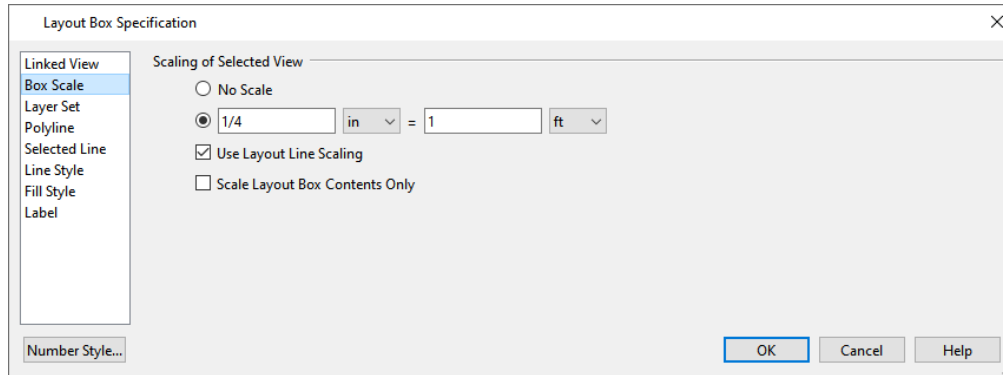 Layout Box Specification
Linked View
Box Scale
Layer Set
Polyline
Selected Line
Line Style
Fill Style
Label
Scaling of Selected View
No Scale
1/4 in = 1 ft
Use Layout Line Scaling
Scale Layout Box Contents Only
Number Style... OK Cancel Help